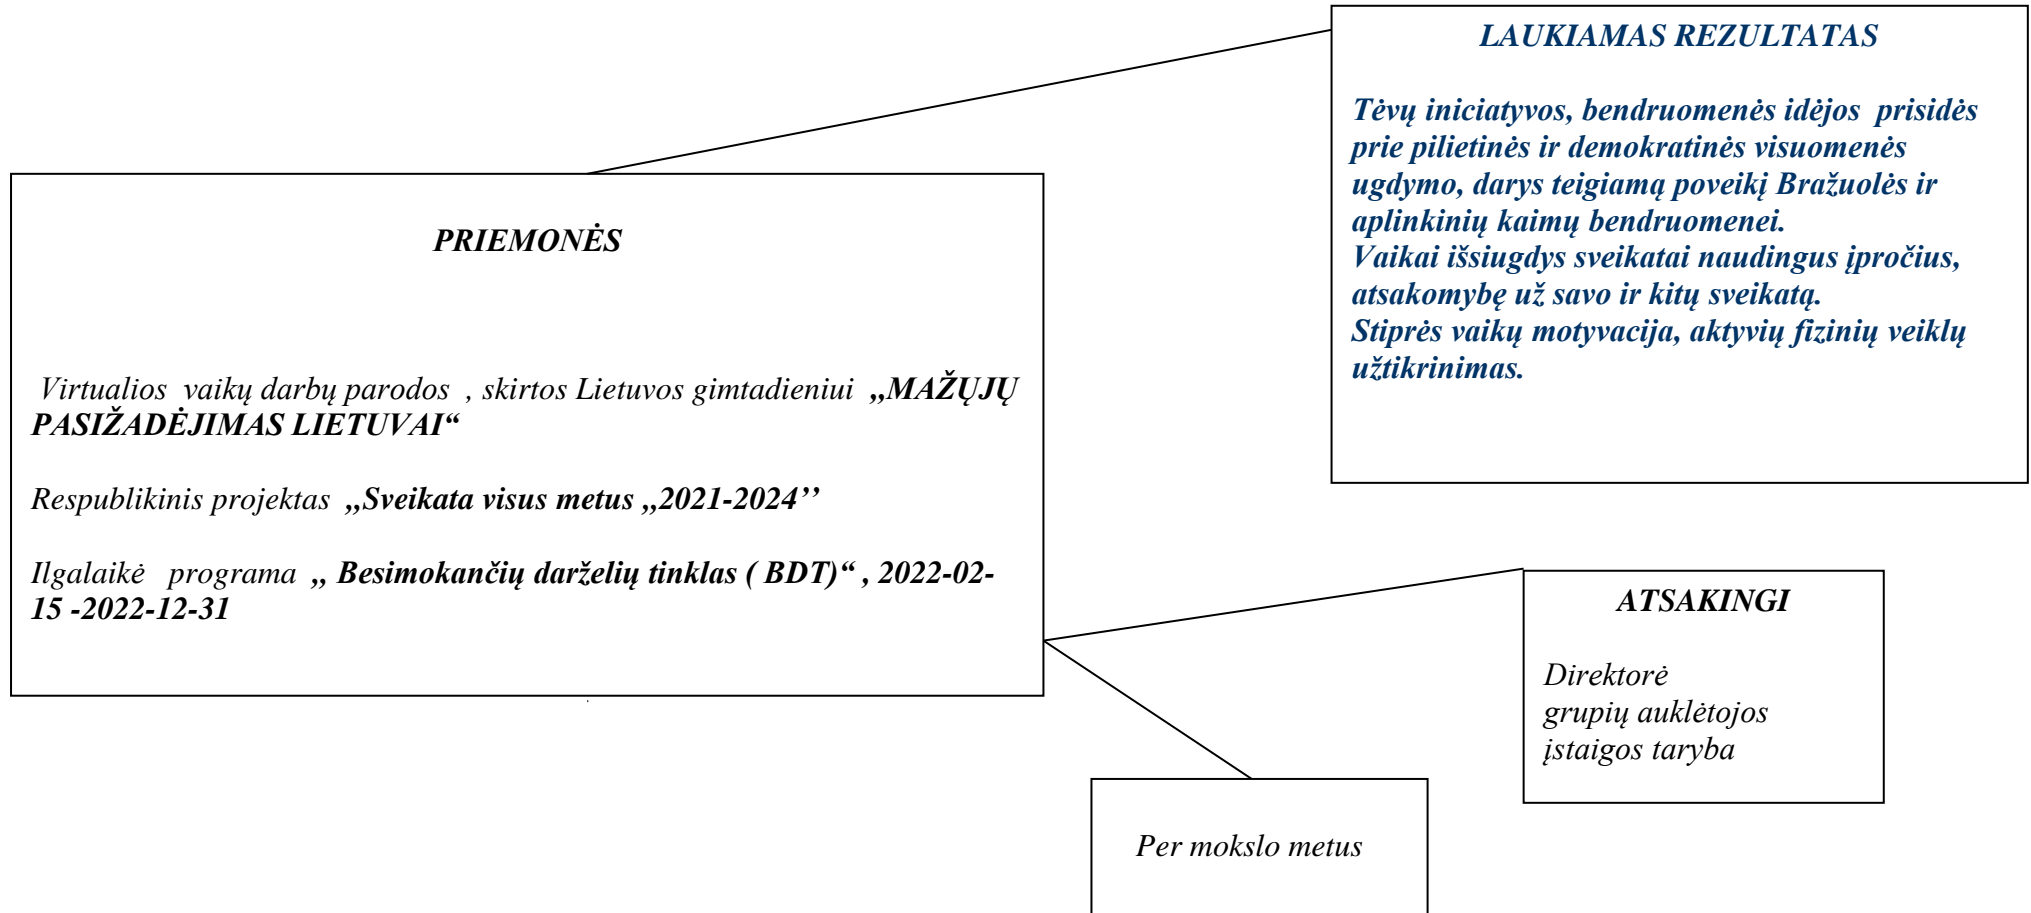 LAUKIAMAS REZULTATAS
Tėvų iniciatyvos, bendruomenės idėjos prisidės
prie pilietinės ir demokratinės visuomenės
ugdymo, darys teigiamą poveikį Bražuolės ir
aplinkinių kaimų bendruomenei.
Vaikai išsiugdys sveikatai naudingus įpročius,
atsakomybę už savo ir kitų sveikatą.
Stiprės vaikų motyvacija, aktyvių fizinių veiklų
užtikrinimas.
PRIEMONĖS
Virtualios vaikų darbų parodos , skirtos Lietuvos gimtadieniui „MAŽŲJŲ
PASIŽADĖJIMAS LIETUVAI“
Respublikinis projektas ,,Sveikata visus metus ,,2021-2024’’
Ilgalaikė programa „ Besimokančių darželių tinklas ( BDT)“ , 2022-02-
15 -2022-12-31
ATSAKINGI
Direktorė
grupių auklėtojos
įstaigos taryba
Per mokslo metus